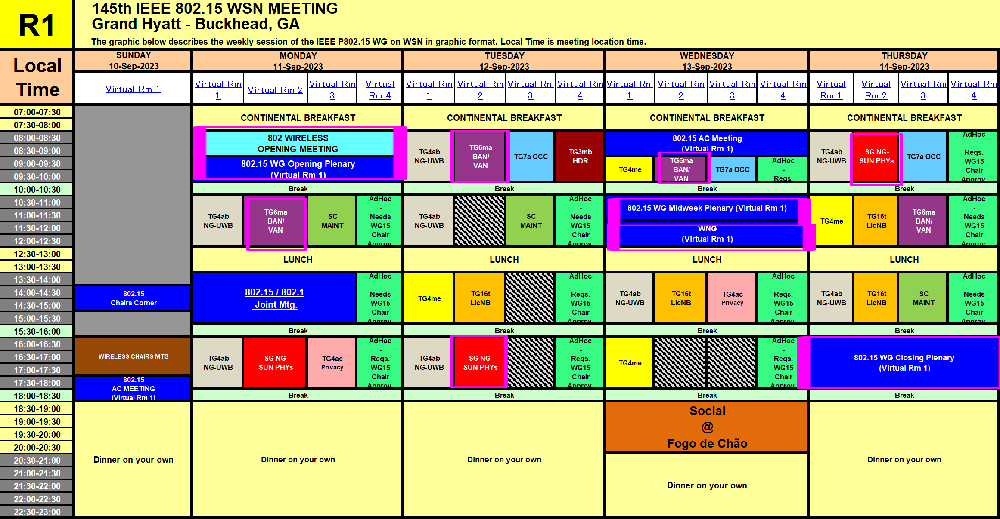 R1
145th IEEE 802.15 WSN MEETING
Grand Hyatt - Buckhead, GA
The graphic below describes the weekly session of the IEEE P802.15 WG on WSN in graphic format. Local Time is meeting location time.
Local
Time
SUNDAY
10-Sep-2023
MONDAY
11-Sep-2023
TUESDAY
12-Sep-2023
WEDNESDAY
13-Sep-2023
THURSDAY
14-Sep-2023
Virtual Rm 1
Virtual Rm
1
Virtual Rm 2
Virtual Rm
3
Virtual
Rm 4
Virtual Rm
1
Virtual Rm
2
Virtual Rm
3
Virtual Rm
4
Virtual Rm
1
Virtual Rm
2
Virtual Rm
3
Virtual Rm
4
Virtual
Rm 1
Virtual
Rm 2
Virtual Rm
3
Virtual Rm
4
07:00-07:30
07:30-08:00
CONTINENTAL BREAKFAST
CONTINENTAL BREAKFAST
CONTINENTAL BREAKFAST
CONTINENTAL BREAKFAST
08:00-08:30
08:30-09:00
09:00-09:30
09:30-10:00
802 WIRELESS
OPENING MEETING
802.15 WG Opening Plenary
(Virtual Rm 1)
TG4ab
NG-UWB
TG6ma
BAN/
VAN
TG7a OCC
TG3mb
HDR
802.15 AC Meeting
(Virtual Rm 1)
TG4me
TG6ma
BAN/
VAN
TG7a OCC
AdHoc
-
Reqs.
TG4ab
NG-UWB
SG NG-
SUN PHYs
TG7a OCC
AdHoc
-
Reqs.
WG15
Chair
Approv
10:00-10:30
Break
Break
Break
Break
10:30-11:00
11:00-11:30
11:30-12:00
12:00-12:30
TG4ab
NG-UWB
TG6ma
BAN/
VAN
SC
MAINT
AdHoc
-
Needs
WG15
Chair
Approv
TG4ab
NG-UWB
SC
MAINT
AdHoc
-
Needs
WG15
Chair
Approv
802.15 WG Midweek Plenary (Virtual Rm 1)
WNG
(Virtual Rm 1)
TG4me
TG16t
LicNB
TG6ma
BAN/
VAN
AdHoc
-
Needs
WG15
Chair
Approv
12:30-13:00
13:00-13:30
LUNCH
LUNCH
LUNCH
LUNCH
13:30-14:00
14:00-14:30
14:30-15:00
15:00-15:30
802.15
Chairs Corner
802.15 / 802.1
Joint Mtg.
AdHoc
-
Needs
WG15
Chair
Approv
TG4me
TG16t
LicNB
AdHoc
-
Reqs.
WG15
Chair
Approv
TG4ab
NG-UWB
TG16t
LicNB
TG4ac
Privacy
AdHoc
-
Reqs.
WG15
Chair
Approv
TG4ab
NG-UWB
TG16t
LicNB
SC
MAINT
AdHoc
-
Needs
WG15
Chair
Approv
15:30-16:00
Break
Break
Break
Break
16:00-16:30
16:30-17:00
17:00-17:30
17:30-18:00
WIRELESS CHAIRS MTG
802.15
AC MEETING
(Virtual Rm 1)
TG4ab
NG-UWB
SG NG-
SUN PHYs
TG4ac
Privacy
AdHoc
-
Reqs.
WG15
Chair
Approv
TG4ab
NG-UWB
SG NG-
SUN PHYs
AdHoc
-
Reqs.
WG15
Chair
Approv
TG4me
AdHoc
-
Reqs.
WG15
Chair
Approv
802.15 WG Closing Plenary
(Virtual Rm 1)
18:00-18:30
Break
Break
Break
Break
18:30-19:00
19:00-19:30
19:30-20:00
20:00-20:30
20:30-21:00
21:00-21:30
21:30-22:00
22:00-22:30
22:30-23:00
Dinner on your own
Dinner on your own
Dinner on your own
Social
@
Fogo de Chão
Dinner on your own
Dinner on your own